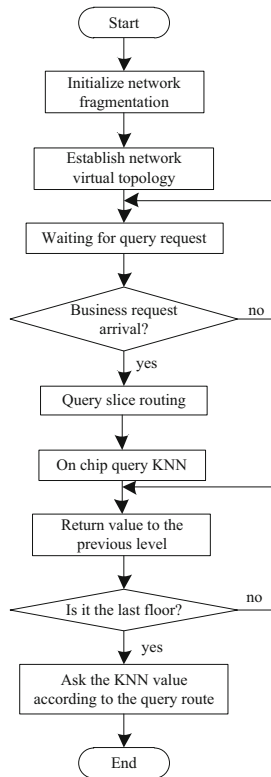 Start
Initialize network
fragmentation
Establish network
virtual topology
Waiting for query request
Business request
arrival?
no
yes
Query slice routing
On chip query KNN
Return value to the
previous level
Is it the last floor?
no
yes
Ask the KNN value
according to the query route
End